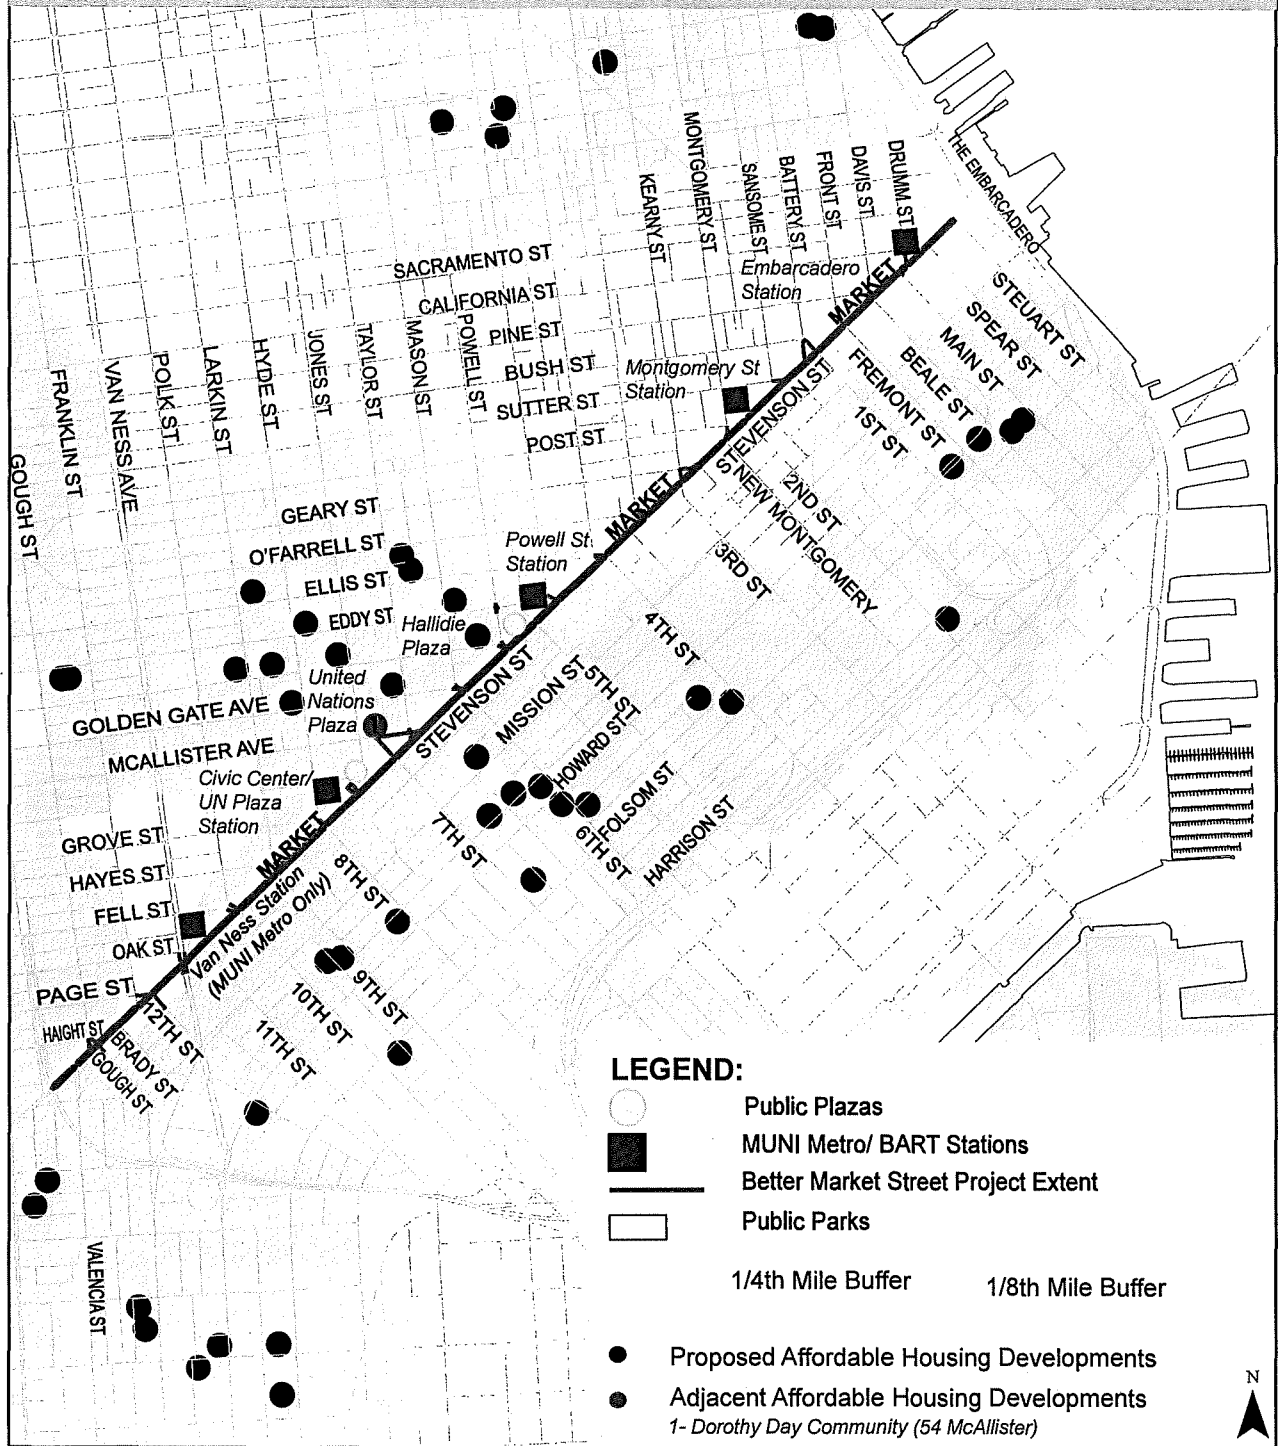 MONTGOMERY ST
KEARNY ST
SANSOME ST
BATTERY ST
FRONT ST
DAVIS ST
DRUMM ST
THE EMBARCADERO
SACRAMENTO ST
CALIFORNIA ST
PINE ST
BUSH ST
SUTTER ST
POST ST
Embarcadero
Station
MARKET
STEUART ST
SPEAR ST
MAIN ST
BEALE ST
FREMONT ST
1ST ST
Montgomery St
Station
STEVENSON ST
NEW MONTGOMERY
2ND ST
3RD ST
4TH ST
MARKET
GOUGH ST
FRANKLIN ST
VAN NESS AVE
POLK ST
LARKIN ST
HYDE ST
JONES ST
TAYLOR ST
MASON ST
POWELL ST
GEARY ST
O'FARRELL ST
ELLIS ST
EDDY ST
Powell St.
Station
Hallidie
Plaza
United
Nations
Plaza
GOLDEN GATE AVE
MCALLISTER AVE
Civic Center/
UN Plaza
Station
STEVENSON ST
MISSION ST
5TH ST
HOWARD ST
FOLSOM ST
6TH ST
HARRISON ST
7TH ST
GROVE ST
HAYES ST
FELL ST
OAK ST
PAGE ST
HAIGHT ST
MARKET
Van Ness Station
(MUNI Metro Only)
8TH ST
9TH ST
10TH ST
11TH ST
12TH ST
BRADY ST
GOUGH ST
VALENCIA ST
LEGEND:
Public Plazas
MUNI Metro/ BART Stations
Better Market Street Project Extent
Public Parks
1/4th Mile Buffer 1/8th Mile Buffer
Proposed Affordable Housing Developments
Adjacent Affordable Housing Developments
1- Dorothy Day Community (54 McAllister)
N